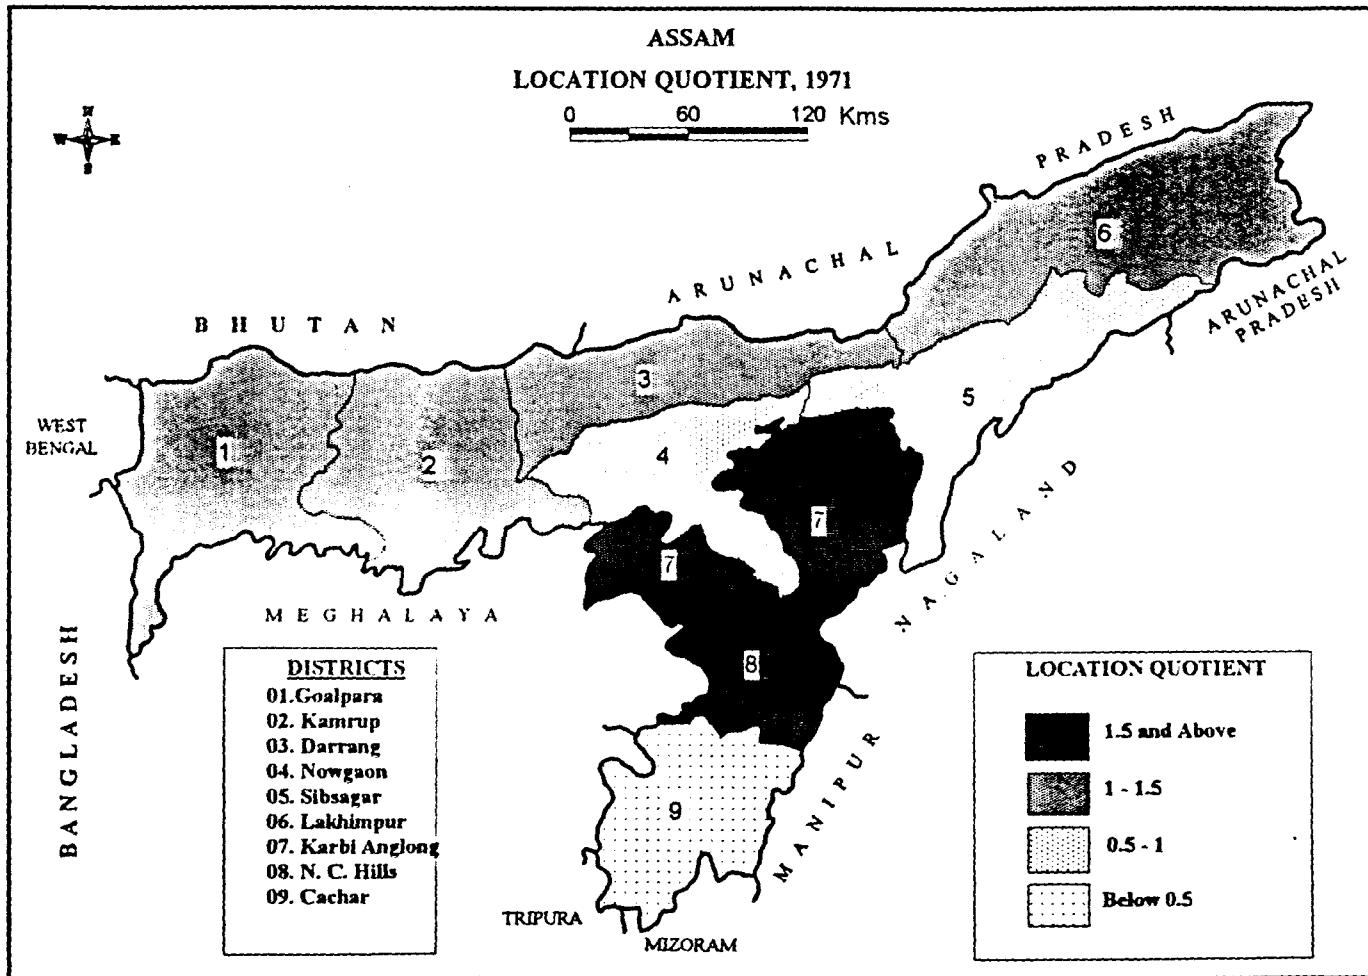 ASSAM
LOCATION QUOTIENT, 1971
0 60 120 Kms
N
W E
S
PRADESH
6
ARUNACHAL
ARUNACHAL
PRADESH
BHUTAN
3
5
WEST
BENGAL
1
2
4
7
7
NAGALAND
MEGHALAYA
8
BANGLADESH
DISTRICTS
01.Goalpara
02. Kamrup
03. Darrang
04. Nowgaon
05. Sibsagar
06. Lakhimpur
07. Karbi Anglong
08. N. C. Hills
09. Cachar
9
MANIPUR
TRIPURA
MIZORAM
LOCATION QUOTIENT
1.5 and Above
1 - 1.5
0.5 - 1
Below 0.5